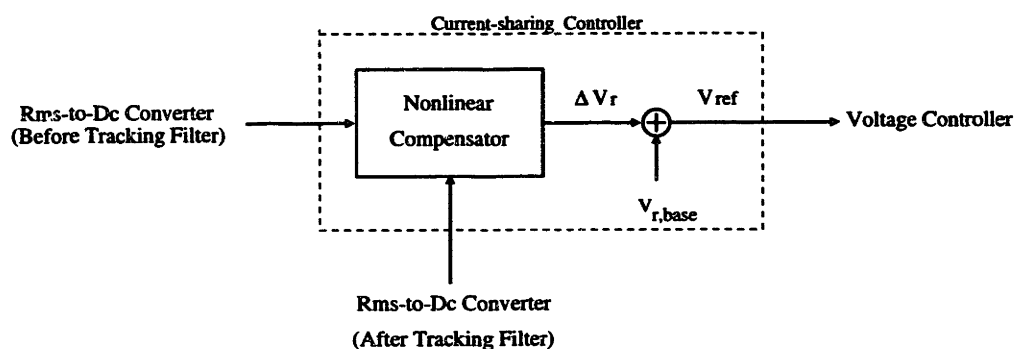 Current-sharing Controller
Rms-to-Dc Converter
(Before Tracking Filter)
Nonlinear
Compensator
Δ Vr
Vref
Voltage Controller
Vr,base
Rms-to-Dc Converter
(After Tracking Filter)